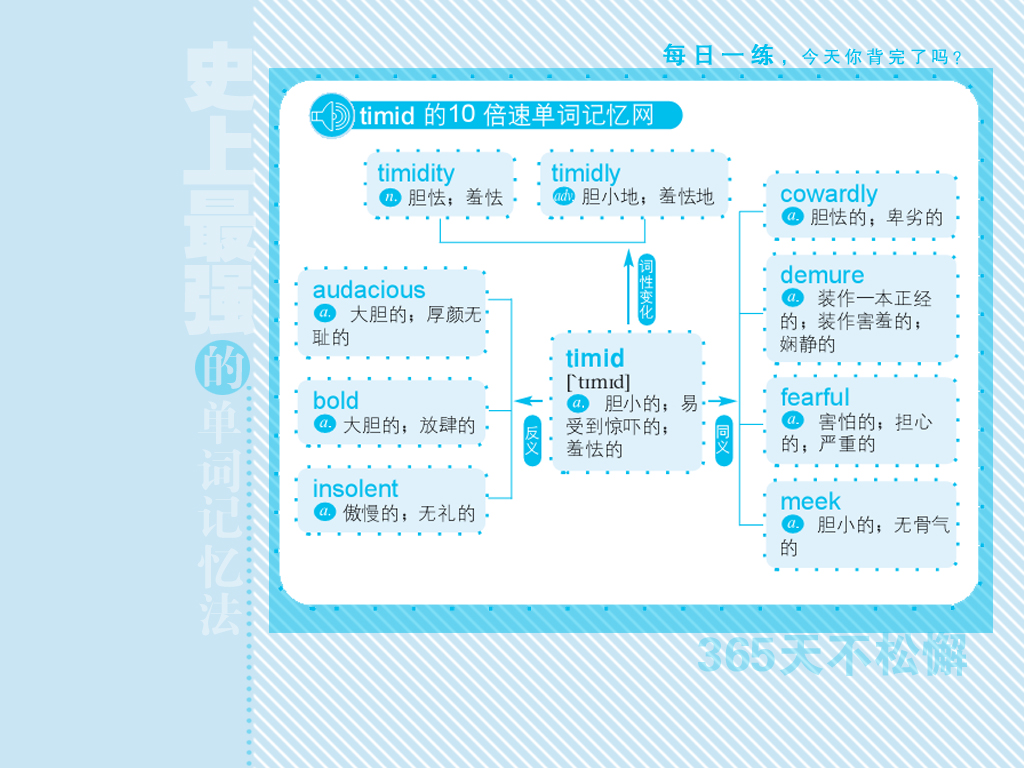 史上最强的单词记忆法
每日一练，今天你背完了吗?
timid 的10 倍速单词记忆网
timidity
n. 胆怯；羞怯
timidly
adv. 胆小地；羞怯地
词性变化
audacious
a. 大胆的；厚颜无
耻的
bold
a. 大胆的；放肆的
insolent
a. 傲慢的；无礼的
反义
timid
[`tɪmɪd]
a. 胆小的；易
受到惊吓的；
羞怯的
同义
cowardly
a. 胆怯的；卑劣的
demure
a. 装作一本正经
的；装作害羞的；
娴静的
fearful
a. 害怕的；担心
的；严重的
meek
a. 胆小的；无骨气
的
365天不松懈